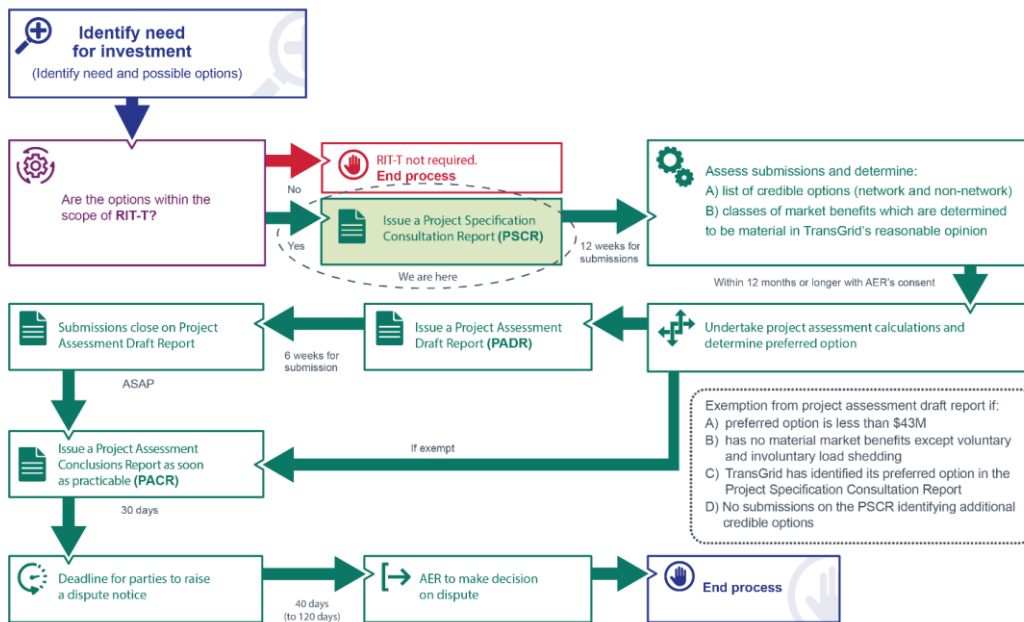 Identify need
for investment
(Identify need and possible options)
Are the options within the
scope of RIT-T?
No
Yes
RIT-T not required.
End process
Issue a Project Specification
Consultation Report (PSCR)
We are here
12 weeks for
submissions
Assess submissions and determine:
A) list of credible options (network and non-network)
B) classes of market benefits which are determined
to be material in TransGrid's reasonable opinion
Within 12 months or longer with AER's consent
Undertake project assessment calculations and
determine preferred option
Issue a Project Assessment
Draft Report (PADR)
6 weeks for
submission
Submissions close on Project
Assessment Draft Report
ASAP
Exemption from project assessment draft report if:
A) preferred option is less than $43M
B) has no material market benefits except voluntary
and involuntary load shedding
C) TransGrid has identified its preferred option in the
Project Specification Consultation Report
D) No submissions on the PSCR identifying additional
credible options
If exempt
Issue a Project Assessment
Conclusions Report as soon
as practicable (PACR)
30 days
Deadline for parties to raise
a dispute notice
40 days
(to 120 days)
AER to make decision
on dispute
End process